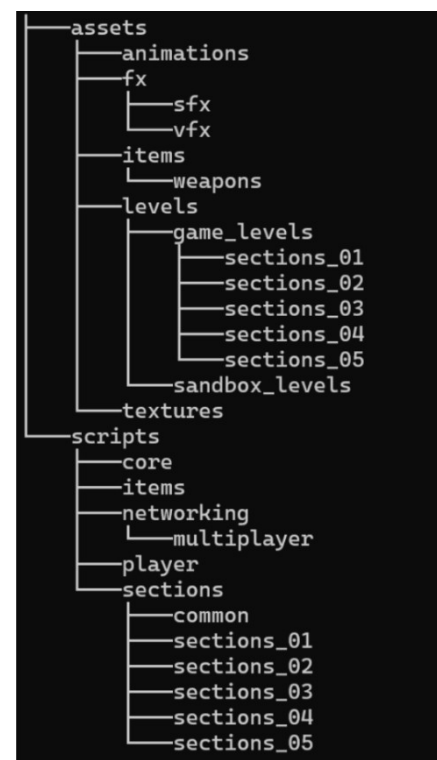 assets
animations
fx
sfx
vfx
items
weapons
levels
game_levels
sections_01
sections_02
sections_03
sections_04
sections_05
sandbox_levels
textures
scripts
core
items
networking
multiplayer
player
sections
common
sections_01
sections_02
sections_03
sections_04
sections_05